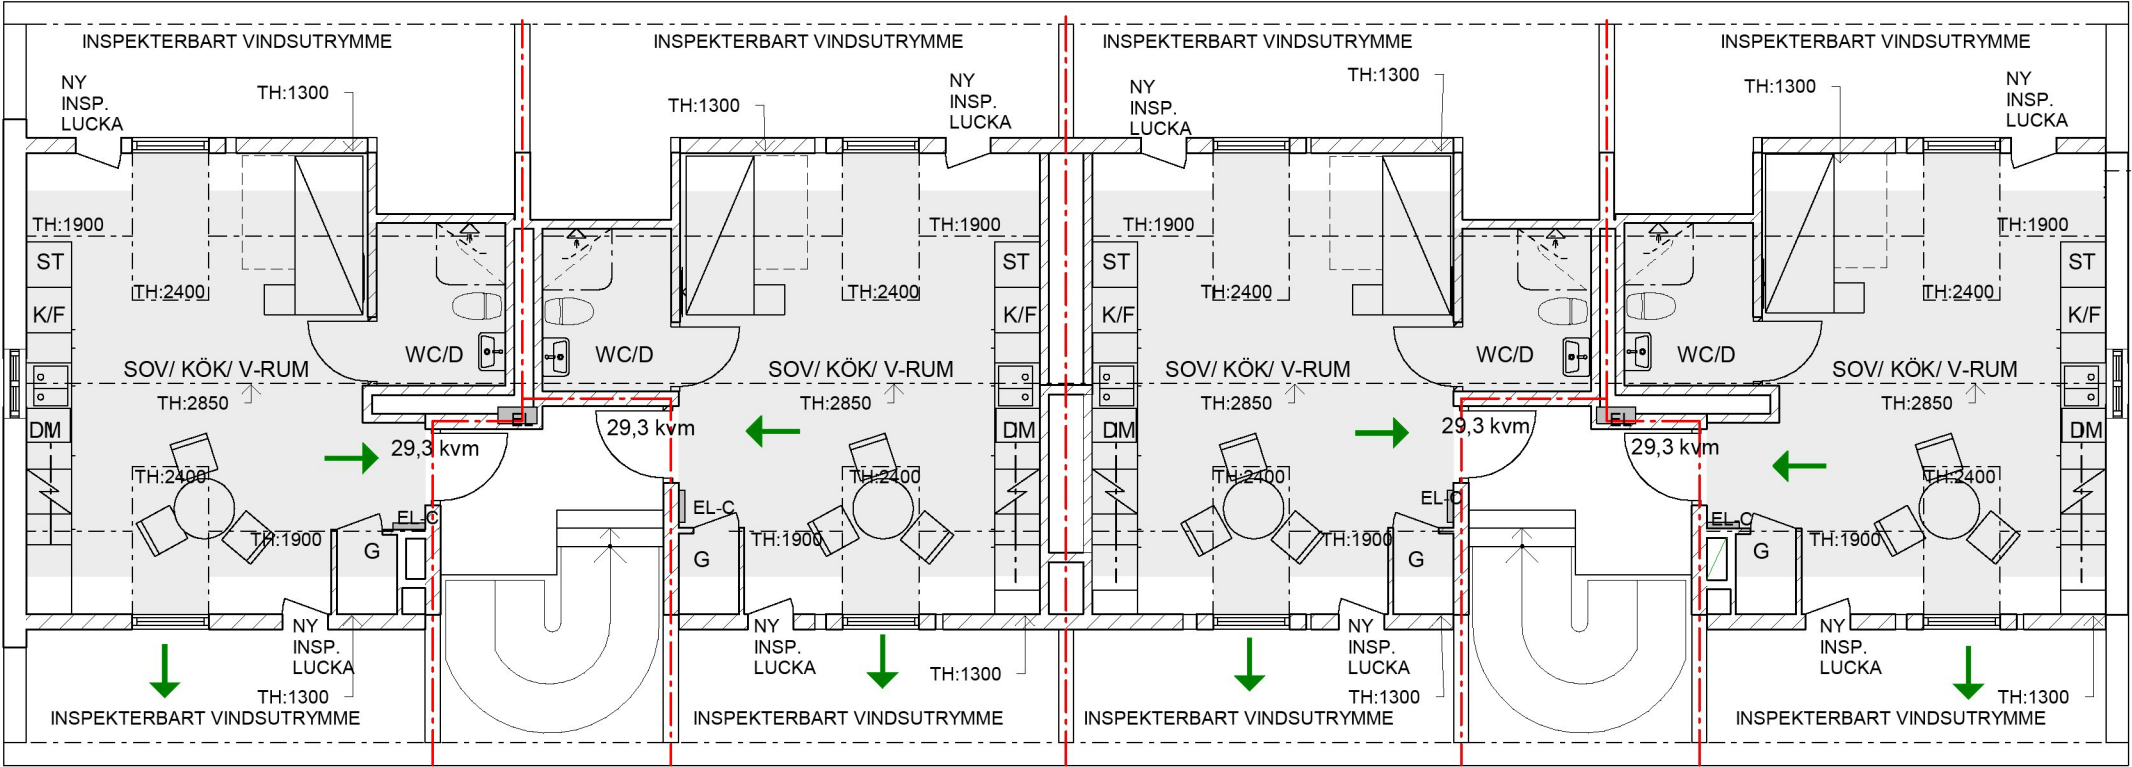 INSPEKTERBART VINDSUTRYMME
INSPEKTERBART VINDSUTRYMME
INSPEKTERBART VINDSUTRYMME
INSPEKTERBART VINDSUTRYMME
NY
INSP.
LUCKA
TH:1300
TH:1300
NY
INSP.
LUCKA
NY
INSP.
LUCKA
TH:1300
TH:1300
NY
INSP.
LUCKA
TH:1900
TH:1900
TH:1900
TH:1900
ST
ST
ST
ST
TH:2400
TH:2400
TH:2400
TH:2400
K/F
K/F
K/F
K/F
WC/D
WC/D
WC/D
WC/D
SOV/ KÖK/ V-RUM
SOV/ KÖK/ V-RUM
SOV/ KÖK/ V-RUM
SOV/ KÖK/ V-RUM
TH:2850
TH:2850
TH:2850
TH:2850
EL
EL
DM
DM
DM
DM
29,3 kvm
29,3 kvm
29,3 kvm
29,3 kvm
TH:2400
TH:2400
TH:2400
TH:2400
EL-C
EL-C
EL-C
EL-C
TH:1900
TH:1900
TH:1900
TH:1900
G
G
G
G
NY
INSP.
LUCKA
NY
INSP.
LUCKA
NY
INSP.
LUCKA
NY
INSP.
LUCKA
TH:1300
TH:1300
TH:1300
TH:1300
INSPEKTERBART VINDSUTRYMME
INSPEKTERBART VINDSUTRYMME
INSPEKTERBART VINDSUTRYMME
INSPEKTERBART VINDSUTRYMME